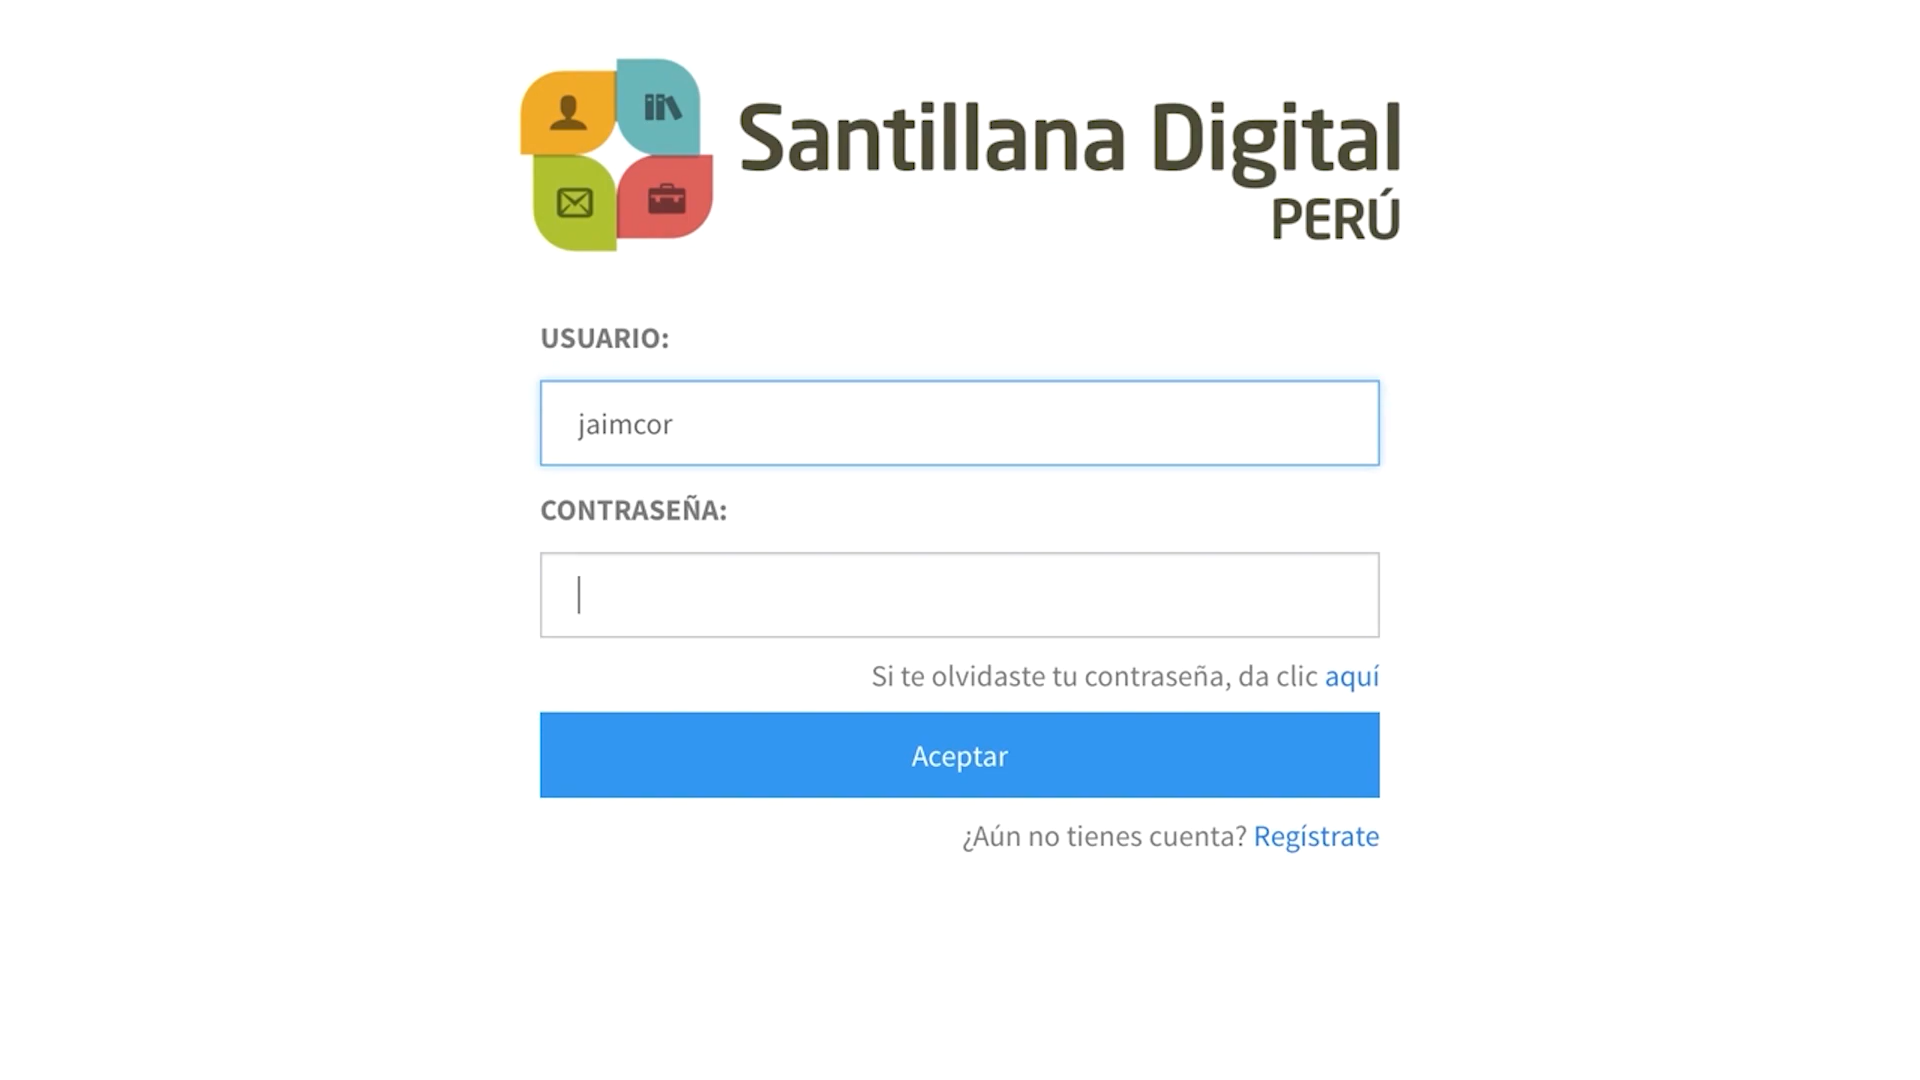 Santillana Digital
PERÚ
USUARIO:
jaimcor
CONTRASEÑA:
Si te olvidaste tu contraseña, da clic aquí
Aceptar
¿Aún no tienes cuenta? Regístrate